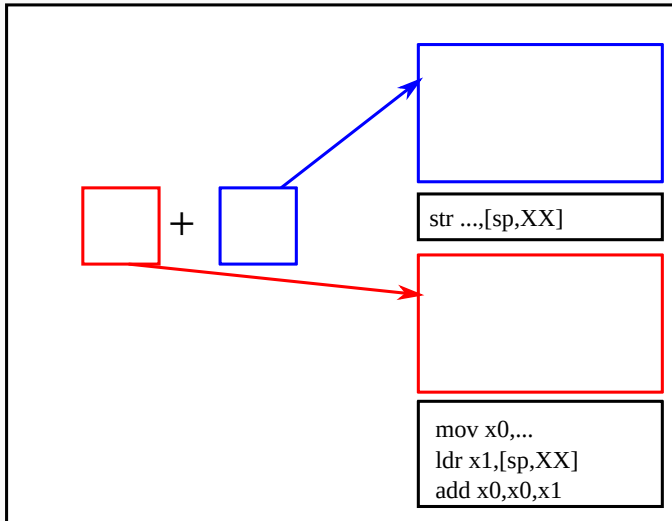 +
str ...,[sp,XX]
mov x0,...
ldr x1,[sp,XX]
add x0,x0,x1